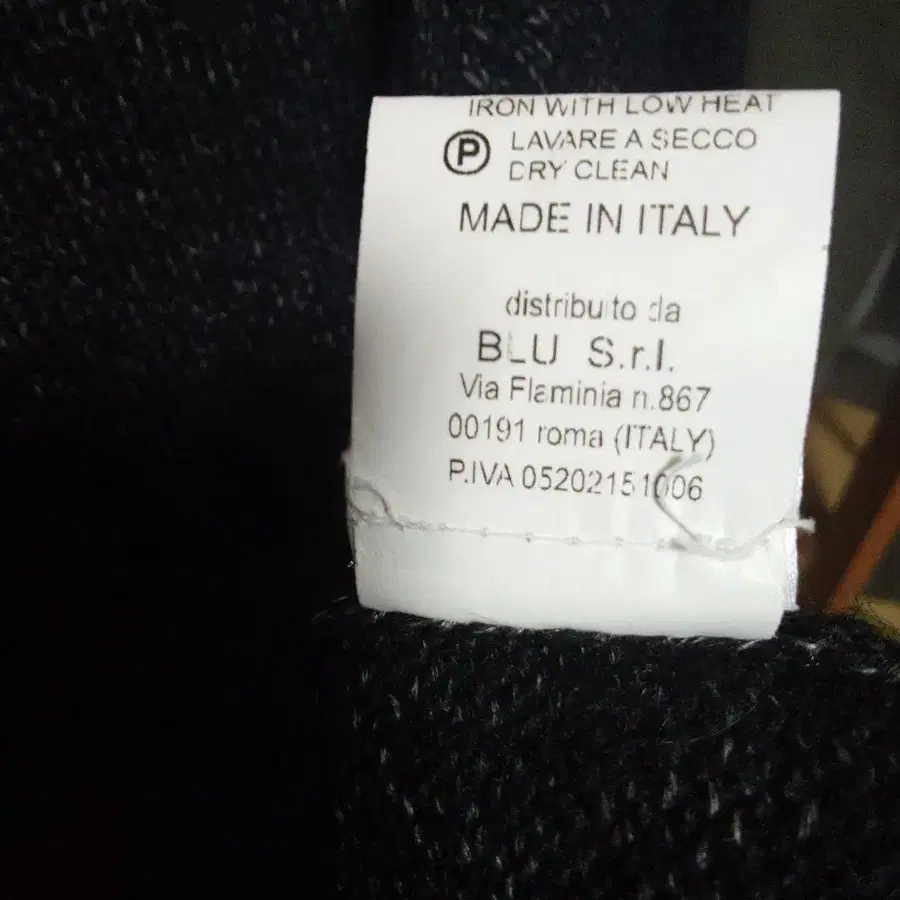 IRON WITH LOW HEAT
P LAVARE A SECCO
DRY CLEAN
MADE IN ITALY
distribuito da
BLU S.r.l.
Via Flaminia n.867
00191 roma (ITALY)
P.IVA 05202151006